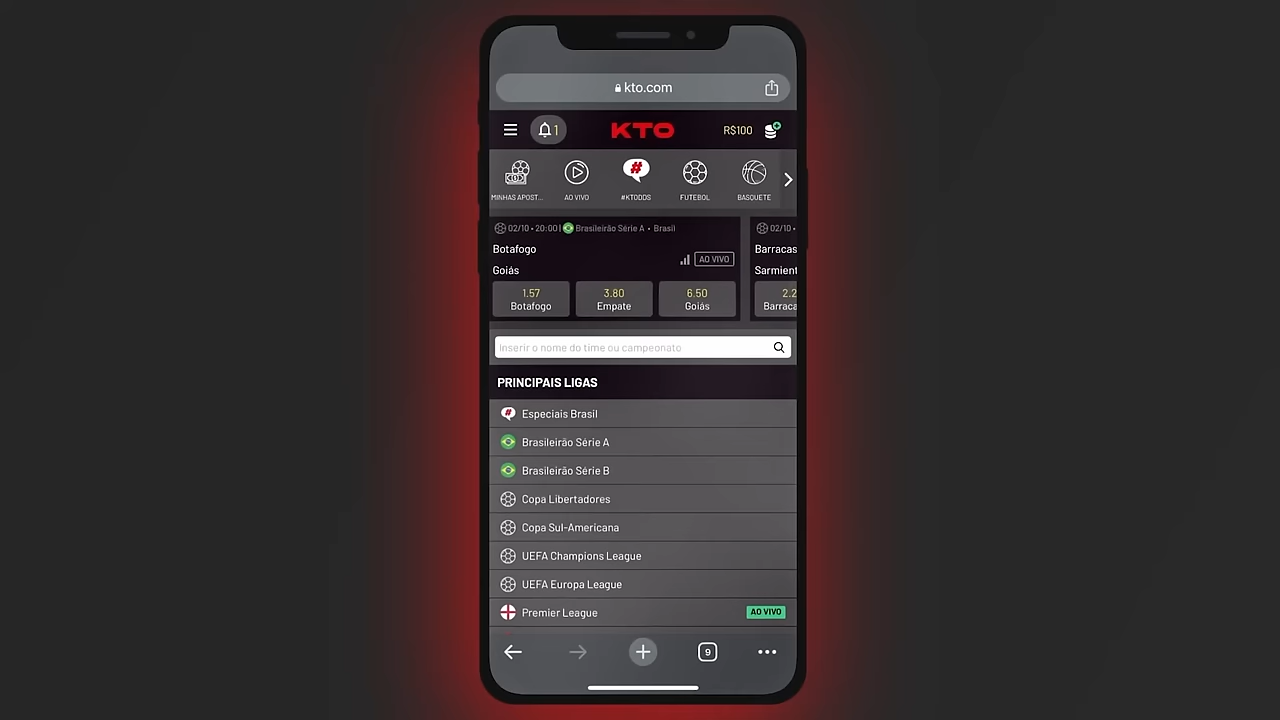 kto.com
1
KTO
R$100
MINHAS APOST...
AO VIVO
#KTODDS
FUTEBOL
BASQUETE
02/10 • 20:00 | Brasileirão Série A • Brasil
Botafogo
Goiás
AO VIVO
1.57
Botafogo
3.80
Empate
6.50
Goiás
02/10 •
Barracas
Sarmient
2.2
Barraca
Inserir o nome do time ou campeonato
PRINCIPAIS LIGAS
# Especiais Brasil
Brasileirão Série A
Brasileirão Série B
Copa Libertadores
Copa Sul-Americana
UEFA Champions League
UEFA Europa League
Premier League
AO VIVO
9